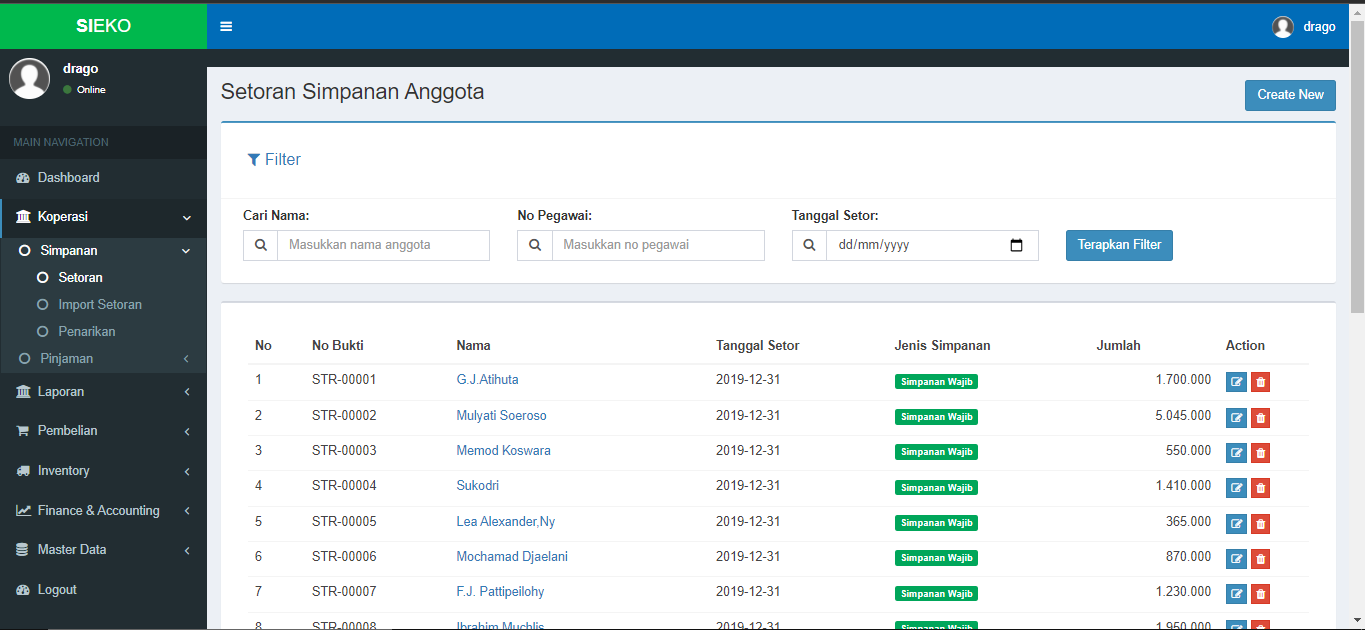 SIEKO
drago
drago
Online
MAIN NAVIGATION
Dashboard
Koperasi
Simpanan
Setoran
Import Setoran
Penarikan
Pinjaman
Laporan
Pembelian
Inventory
Finance & Accounting
Master Data
Logout
Setoran Simpanan Anggota
Create New
Filter
Cari Nama: No Pegawai: Tanggal Setor:
Masukkan nama anggota Masukkan no pegawai dd/mm/yyyy Terapkan Filter
No No Bukti Nama Tanggal Setor Jenis Simpanan Jumlah Action
1 STR-00001 G.J.Atihuta 2019-12-31 Simpanan Wajib 1.700.000
2 STR-00002 Mulyati Soeroso 2019-12-31 Simpanan Wajib 5.045.000
3 STR-00003 Memod Koswara 2019-12-31 Simpanan Wajib 550.000
4 STR-00004 Sukodri 2019-12-31 Simpanan Wajib 1.410.000
5 STR-00005 Lea Alexander,Ny 2019-12-31 Simpanan Wajib 365.000
6 STR-00006 Mochamad Djaelani 2019-12-31 Simpanan Wajib 870.000
7 STR-00007 F.J. Pattipeilohy 2019-12-31 Simpanan Wajib 1.230.000
8 STR-00008 Ibrahim Muchlis 2019-12-31 Simpanan Wajib 1.950.000